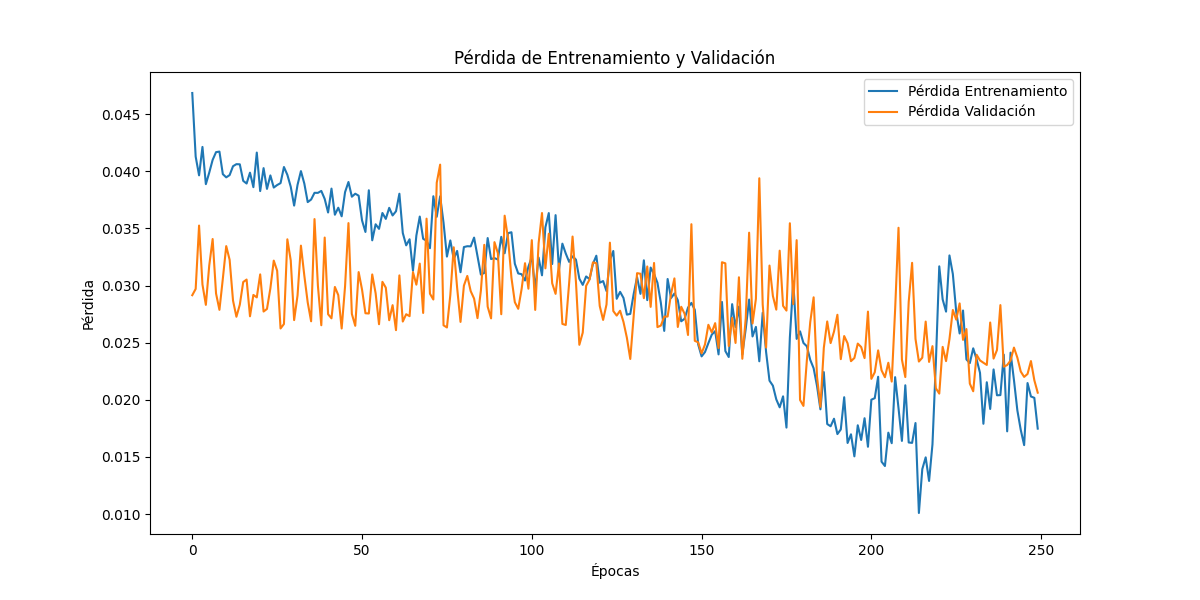 Pérdida de Entrenamiento y Validación
Pérdida Entrenamiento
Pérdida Validación
0.045
0.040
0.035
0.030
0.025
0.020
0.015
0.010
Pérdida
0
50
100
150
200
250
Épocas